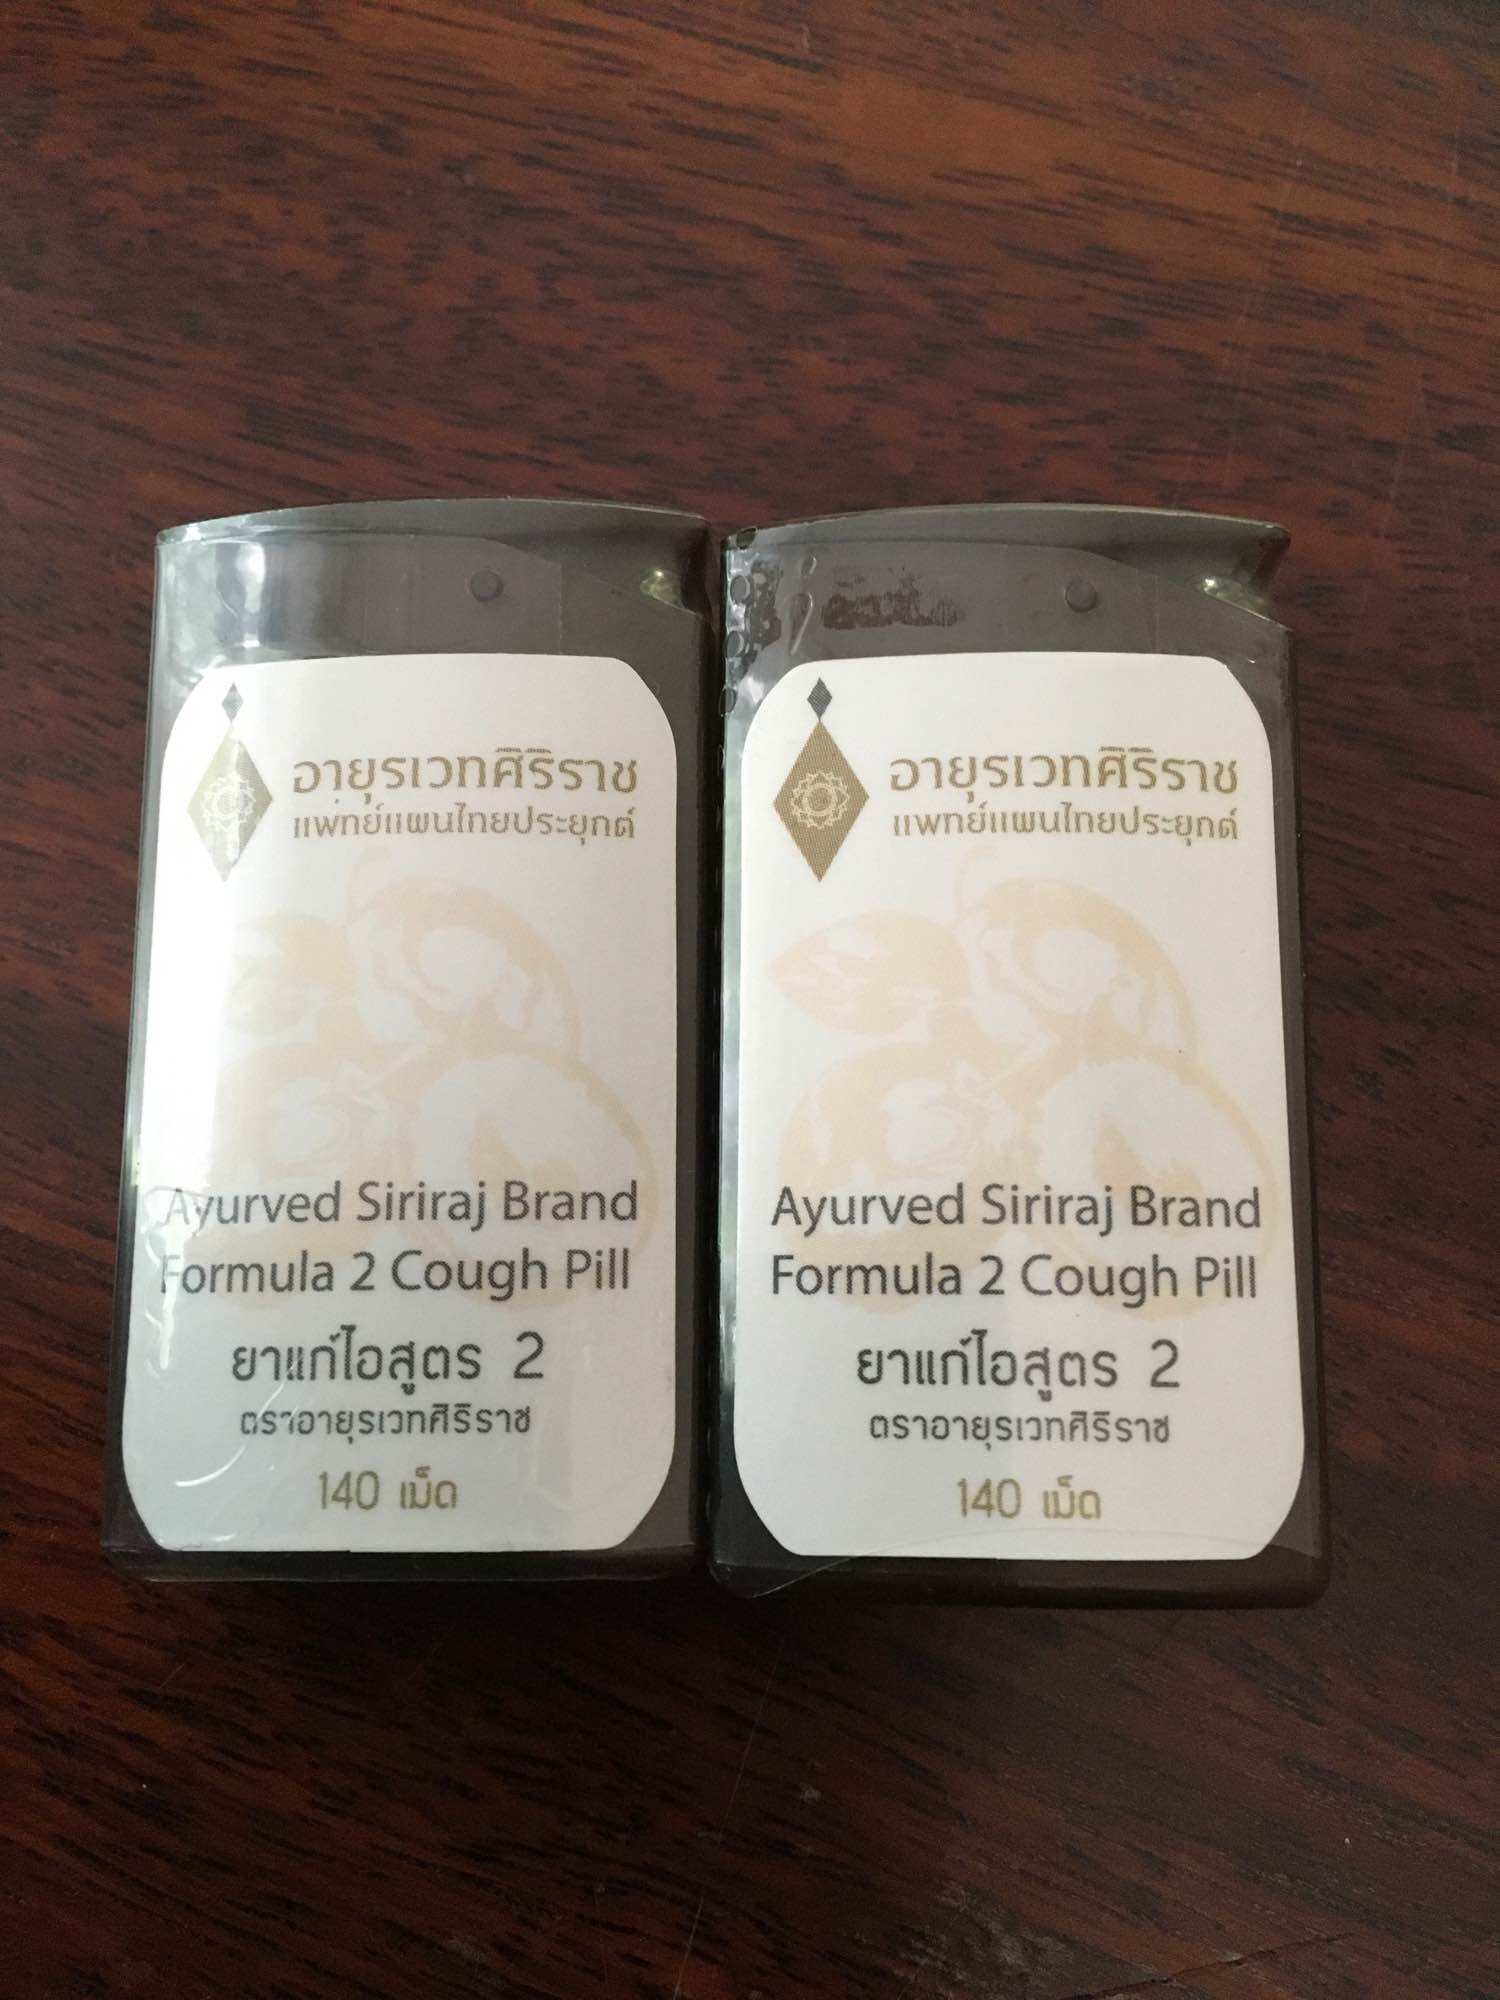 อายุรเวทศิริราช
แพทย์แผนไทยประยุกต์
Ayurved Siriraj Brand
Formula 2 Cough Pill
ยาแก้ไอสูตร 2
ตราอายุรเวทศิริราช
140 เม็ด
อายุรเวทศิริราช
แพทย์แผนไทยประยุกต์
Ayurved Siriraj Brand
Formula 2 Cough Pill
ยาแก้ไอสูตร 2
ตราอายุรเวทศิริราช
140 เม็ด